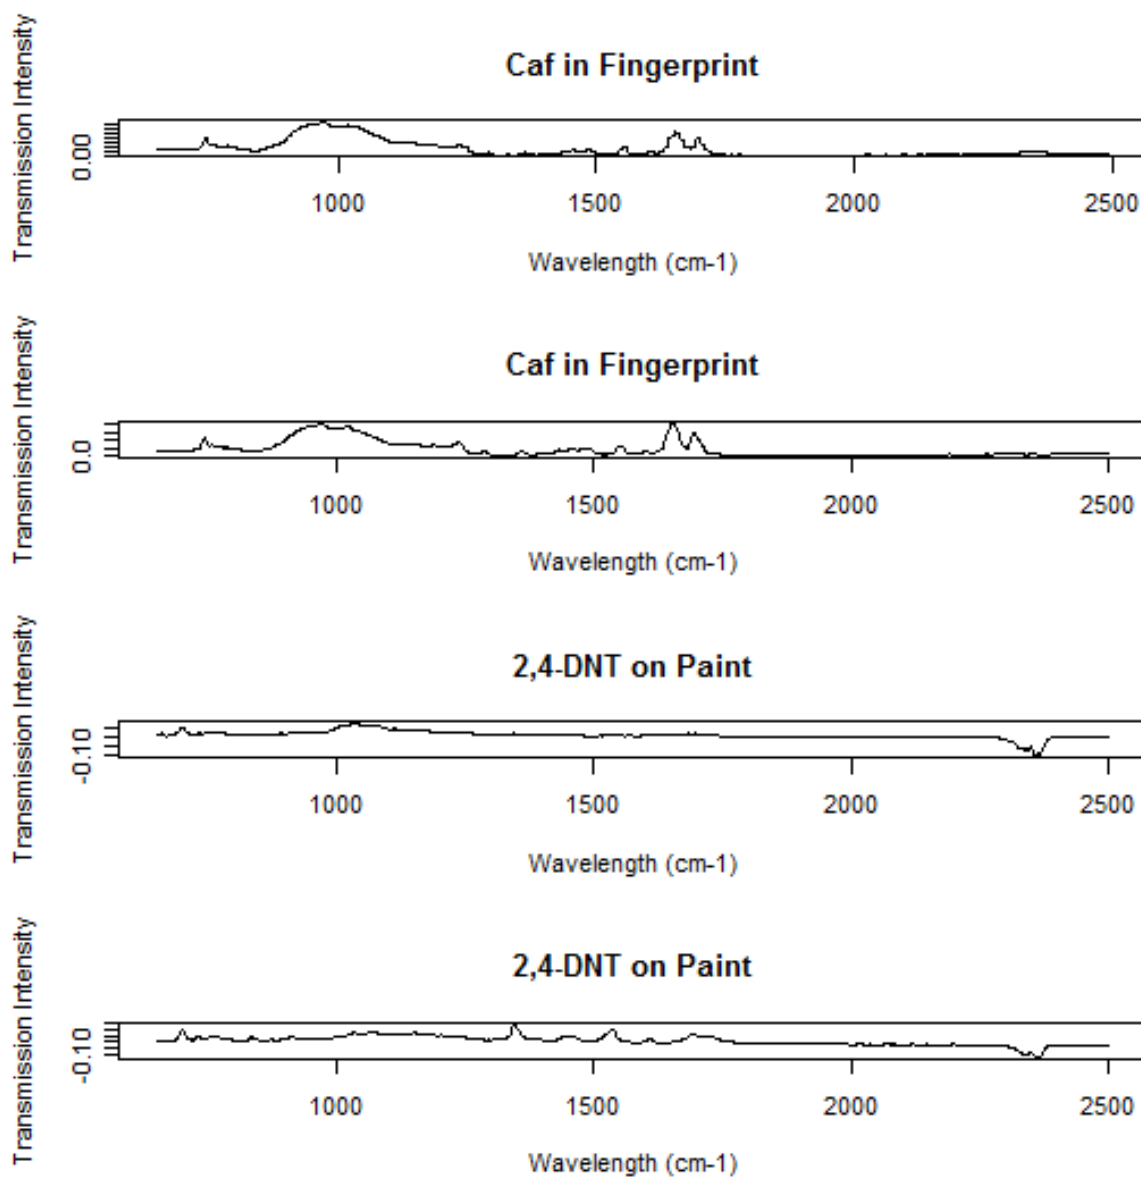 Caf in Fingerprint
Transmission Intensity
0.00
1000 1500 2000 2500
Wavelength (cm-1)
Caf in Fingerprint
Transmission Intensity
0.0
1000 1500 2000 2500
Wavelength (cm-1)
2,4-DNT on Paint
Transmission Intensity
-0.10
1000 1500 2000 2500
Wavelength (cm-1)
2,4-DNT on Paint
Transmission Intensity
-0.10
1000 1500 2000 2500
Wavelength (cm-1)